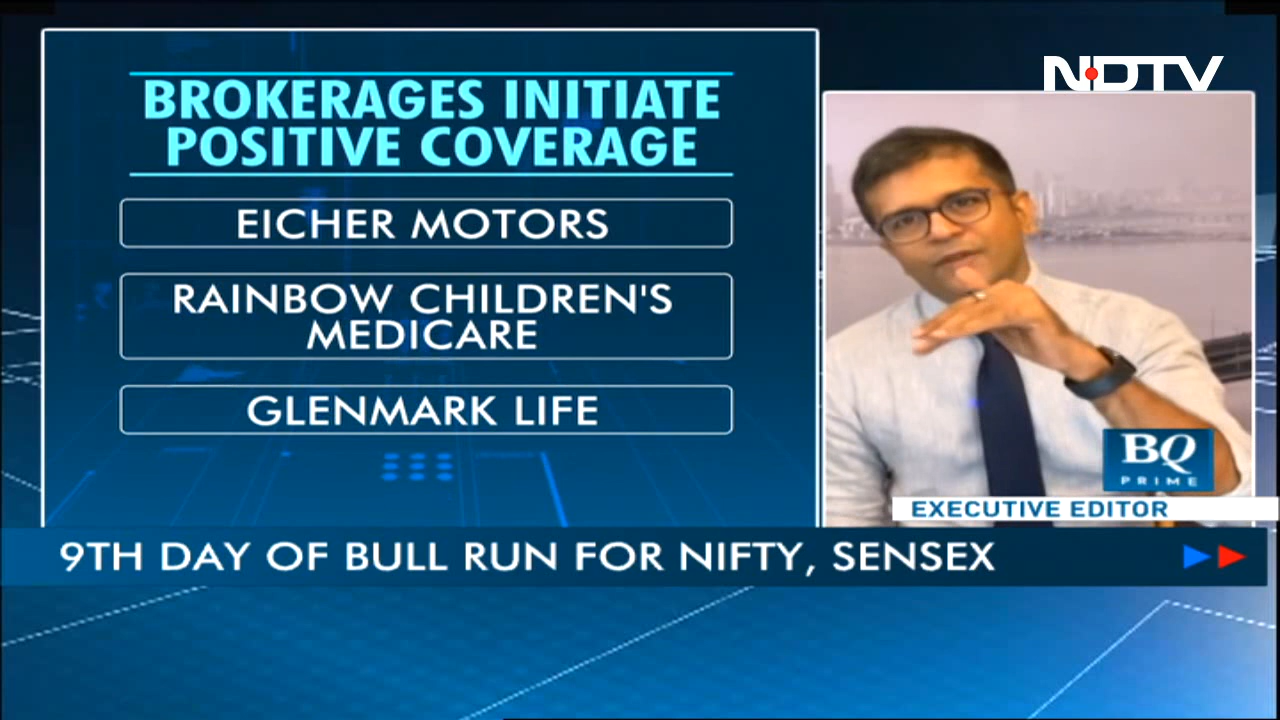 NDTV
BROKERAGES INITIATE
POSITIVE COVERAGE
EICHER MOTORS
RAINBOW CHILDREN'S
MEDICARE
GLENMARK LIFE
BQ
PRIME
EXECUTIVE EDITOR
9TH DAY OF BULL RUN FOR NIFTY, SENSEX